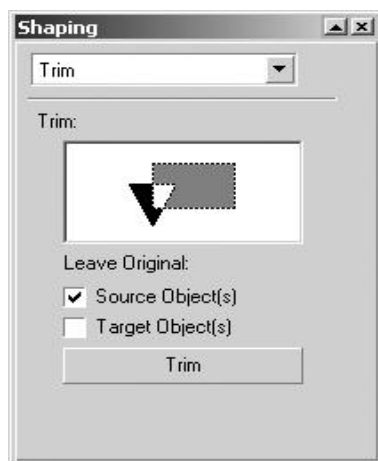 Shaping
Trim
Trim:
Leave Original:
Source Object(s)
Target Object(s)
Trim